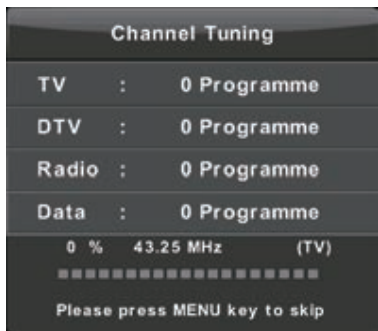 Channel Tuning
TV : 0 Programme
DTV : 0 Programme
Radio : 0 Programme
Data : 0 Programme
0 % 43.25 MHz (TV)
Please press MENU key to skip